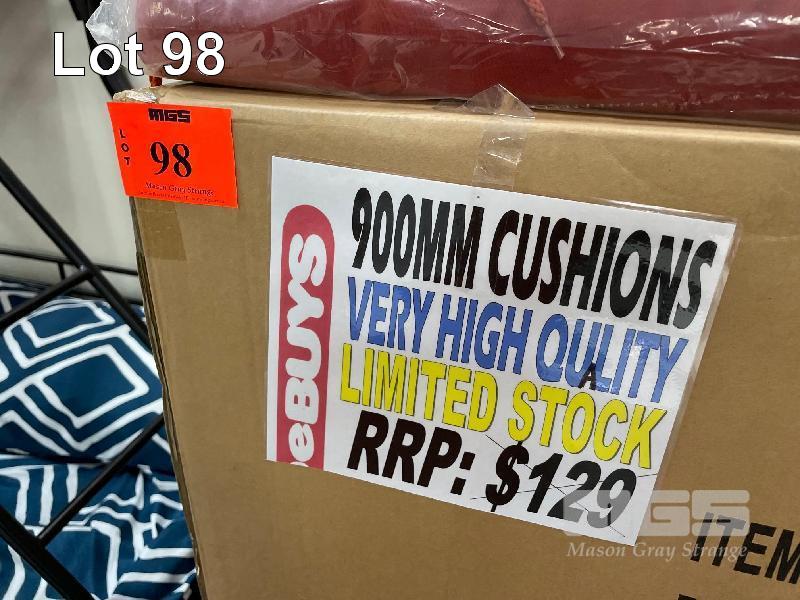 Lot 98
MGS
LOT
98
Mason Gray Strange
eBUYS
900MM CUSHIONS
VERY HIGH QULITY
A
LIMITED STOCK
RRP: $129
MGS
Mason Gray Strange
ITEM